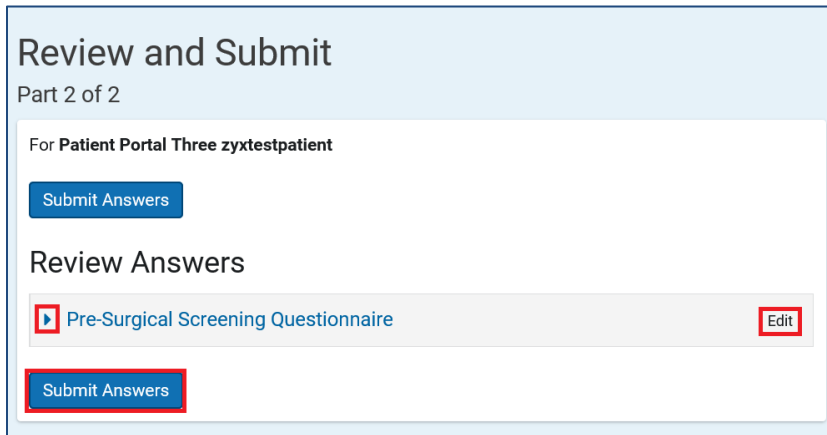 Review and Submit
Part 2 of 2
For Patient Portal Three zyxtestpatient
Submit Answers
Review Answers
Pre-Surgical Screening Questionnaire Edit
Submit Answers